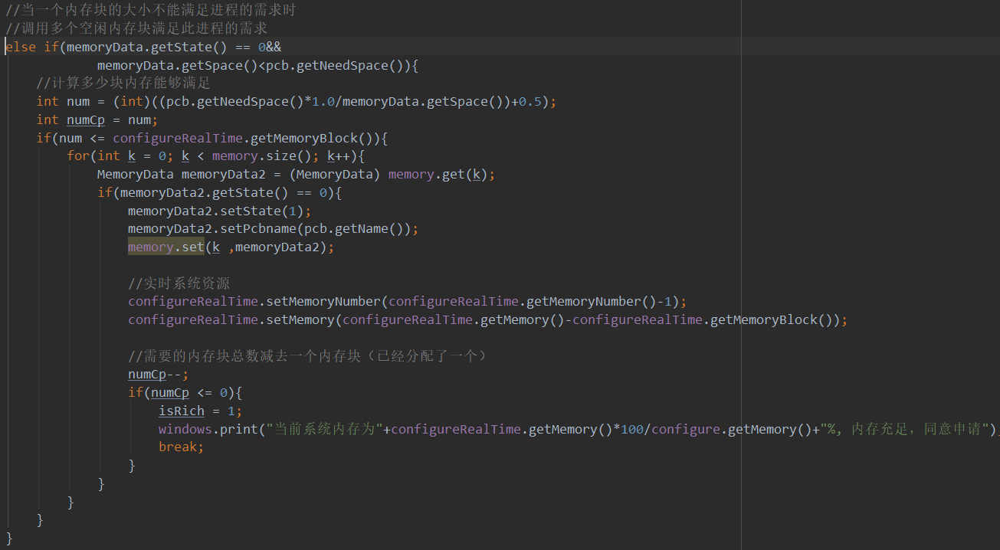 //当一个内存块的大小不能满足进程的需求时
//调用多个空闲内存块满足此进程的需求
else if(memoryData.getState() == 0&&
memoryData.getSpace()<pcb.getNeedSpace()){
//计算多少块内存能够满足
int num = (int)((pcb.getNeedSpace()*1.0/memoryData.getSpace())+0.5);
int numCp = num;
if(num <= configureRealTime.getMemoryBlock()){
for(int k = 0; k < memory.size(); k++){
MemoryData memoryData2 = (MemoryData) memory.get(k);
if(memoryData2.getState() == 0){
memoryData2.setState(1);
memoryData2.setPcbname(pcb.getName());
memory.set(k ,memoryData2);
//实时系统资源
configureRealTime.setMemoryNumber(configureRealTime.getMemoryNumber()-1);
configureRealTime.setMemory(configureRealTime.getMemory()-configureRealTime.getMemoryBlock());
//需要的内存块总数减去一个内存块（已经分配了一个）
numCp--;
if(numCp <= 0){
isRich = 1;
windows.print("当前系统内存为"+configureRealTime.getMemory()*100/configure.getMemory()+"%, 内存充足，同意申请")
break;
}
}
}
}
}